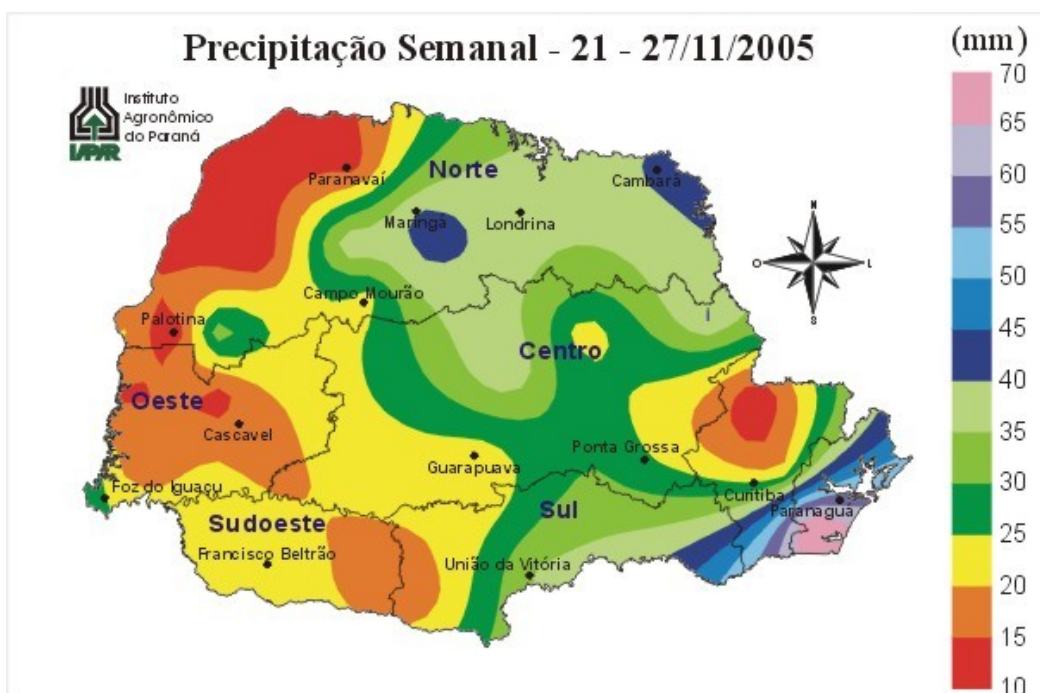 Precipitação Semanal - 21 - 27/11/2005
(mm)
70
65
60
55
50
45
40
35
30
25
20
15
10
Instituto
Agronômico
do Paraná
IAPAR
Paranavaí
Norte
Cambará
Maringá
Londrina
N
O
L
S
Campo Mourão
Palotina
Centro
Oeste
Cascavel
Guarapuava
Ponta Grossa
Foz do Iguaçu
Curitiba
Paranaguá
Sudoeste
Sul
Francisco Beltrão
União da Vitória